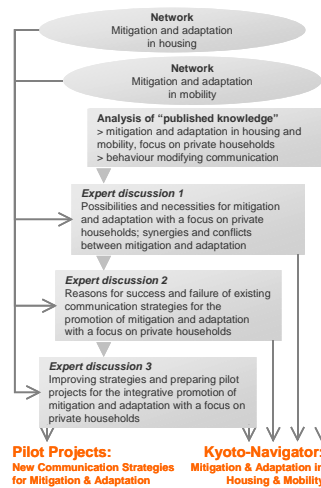 Network
Mitigation and adaptation
in housing
Network
Mitigation and adaptation
in mobility
Analysis of “published knowledge”
> mitigation and adaptation in housing and
mobility, focus on private households
> behaviour modifying communication
Expert discussion 1
Possibilities and necessities for mitigation
and adaptation with a focus on private
households; synergies and conflicts
between mitigation and adaptation
Expert discussion 2
Reasons for success and failure of existing
communication strategies for the
promotion of mitigation and adaptation
with a focus on private households
Expert discussion 3
Improving strategies and preparing pilot
projects for the integrative promotion of
mitigation and adaptation with a focus on
private households
Pilot Projects:
New Communication Strategies
for Mitigation & Adaptation
Kyoto-Navigator:
Mitigation & Adaptation in
Housing & Mobility